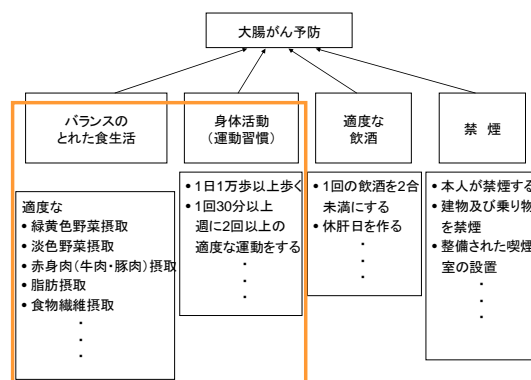 大腸がん予防
バランスの
とれた食生活
身体活動
(運動習慣)
適度な
飲酒
禁 煙
適度な
• 緑黄色野菜摂取
• 淡色野菜摂取
• 赤身肉(牛肉・豚肉)摂取
• 脂肪摂取
• 食物繊維摂取
・
・
・
• 1日1万歩以上歩く
• 1回30分以上
週に2回以上の
適度な運動をする
・
・
・
• 1回の飲酒を2合
未満にする
• 休肝日を作る
・
・
・
• 本人が禁煙する
• 建物及び乗り物
を禁煙
• 整備された喫煙
室の設置
・
・
・